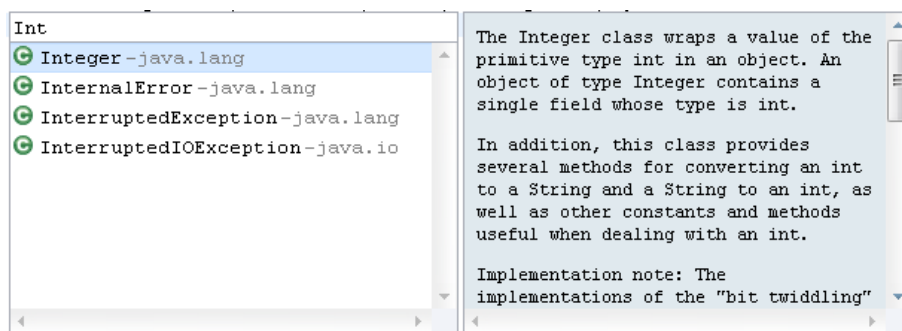 Int
Integer - java.lang
InternalError - java.lang
InterruptedException - java.lang
InterruptedIOException - java.io
The Integer class wraps a value of the
primitive type int in an object. An
object of type Integer contains a
single field whose type is int.
In addition, this class provides
several methods for converting an int
to a String and a String to an int, as
well as other constants and methods
useful when dealing with an int.
Implementation note: The
implementations of the "bit twiddling"